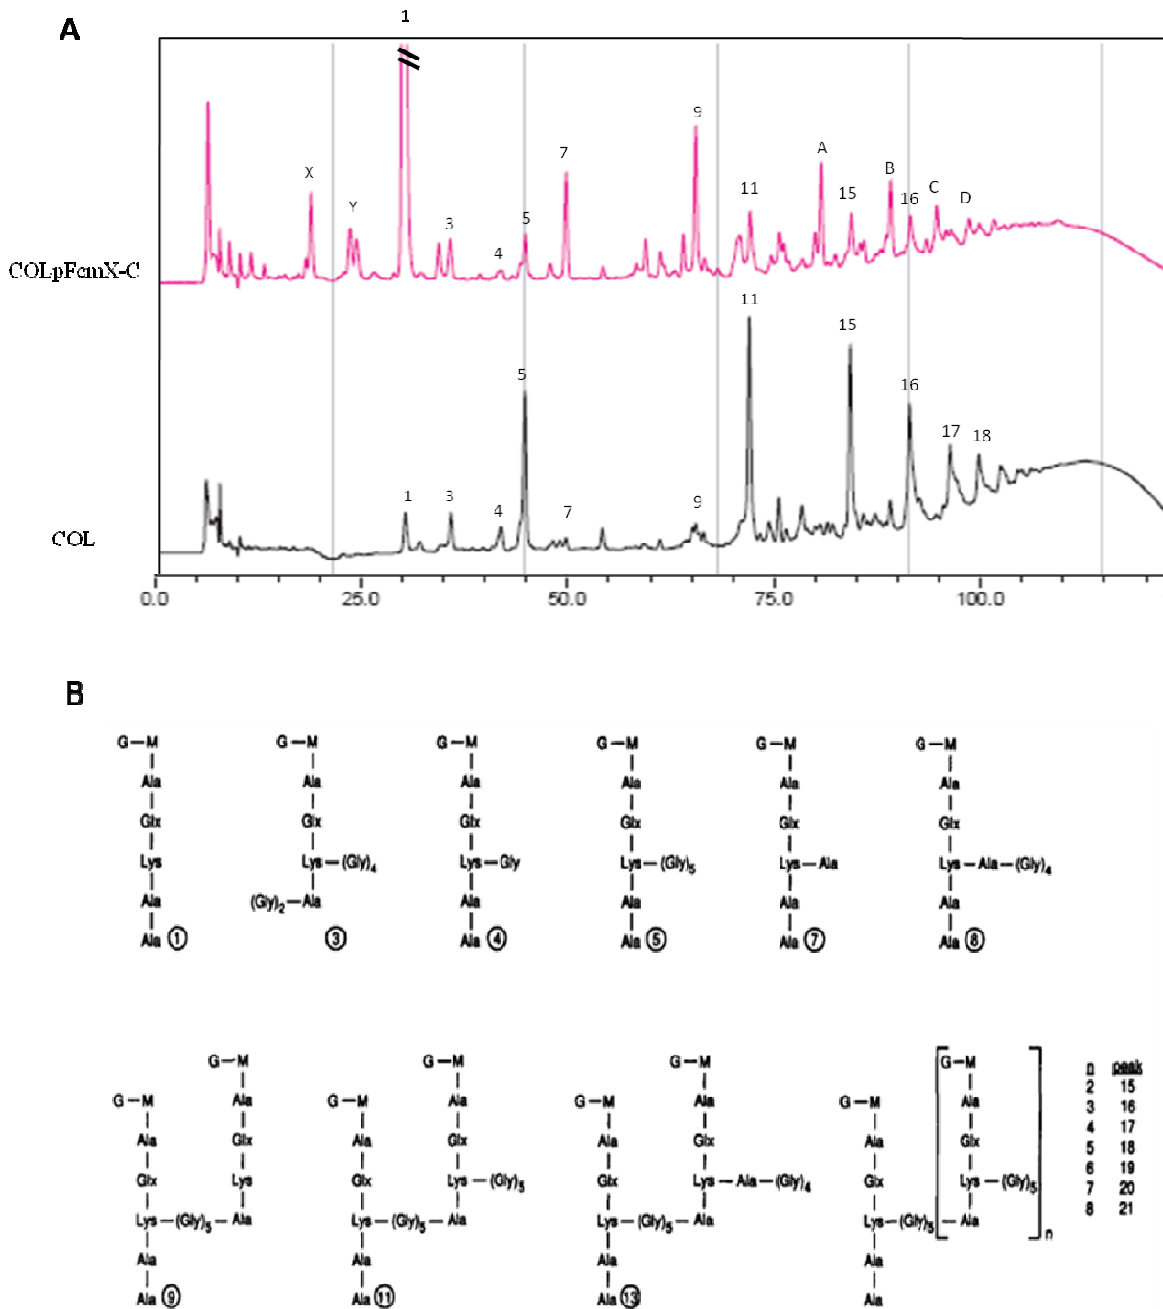 A
1
X
Y
3
4
5
7
9
11
A
15
B
16
C
D
COLpFemX-C
1
3
4
5
7
9
11
15
16
17
18
COL
0.0 25.0 50.0 75.0 100.0
B
G–M G–M G–M G–M G–M G–M
Ala Ala Ala Ala Ala Ala
Glx Glx Glx Glx Glx Glx
Lys Lys–(Gly)4 Lys–Gly Lys–(Gly)5 Lys–Ala Lys–Ala–(Gly)4
Ala (Gly)2–Ala Ala Ala Ala Ala
Ala 1 3 Ala 4 Ala 5 Ala 7 Ala 8
G–M G–M G–M G–M n peak
2 15
G–M Ala G–M Ala G–M Ala G–M Ala 3 16
4 17
Ala Glx Ala Glx Ala Glx Ala Glx 5 18
6 19
Glx Lys Glx Lys–(Gly)5 Glx Lys–Ala–(Gly)4 Glx Lys–(Gly)5 7 20
8 21
Lys–(Gly)5–Ala Lys–(Gly)5–Ala Lys–(Gly)5–Ala Lys–(Gly)5–Ala n
Ala Ala Ala Ala
Ala 9 Ala 11 Ala 13 Ala